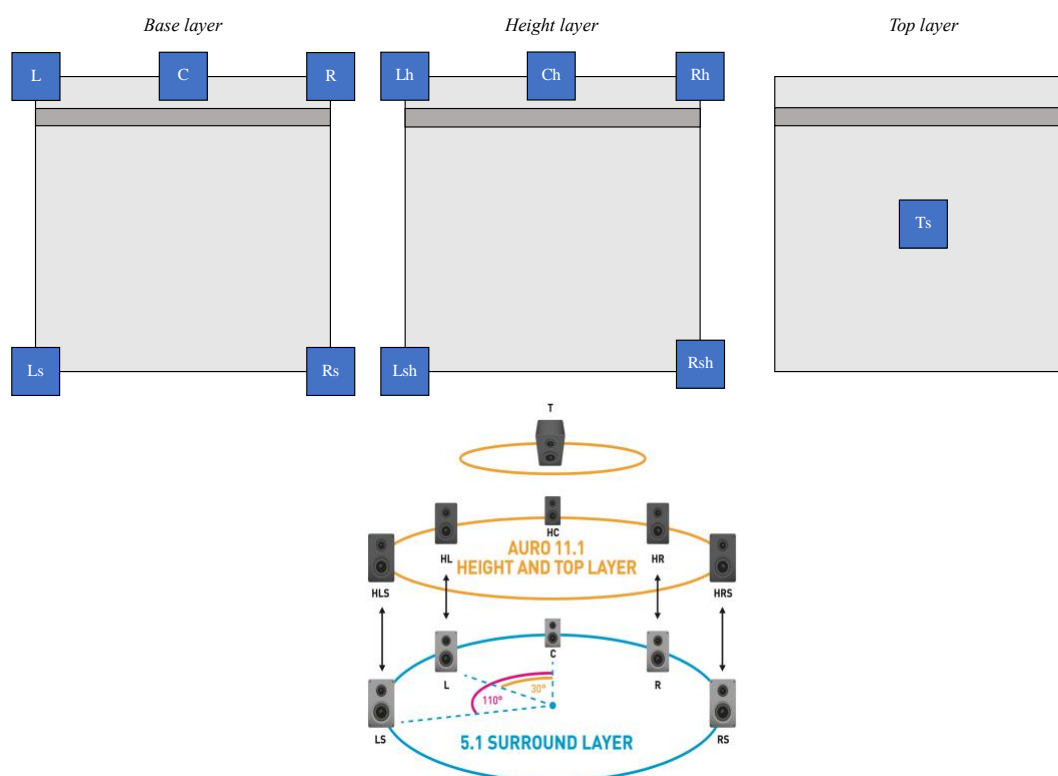 Base layer
Height layer
Top layer
L
C
R
Lh
Ch
Rh
Ts
Ls
Rs
Lsh
Rsh
T
HC
HL
HR
AURO 11.1
HEIGHT AND TOP LAYER
HLS
HRS
C
L
R
30°
110°
LS
RS
5.1 SURROUND LAYER